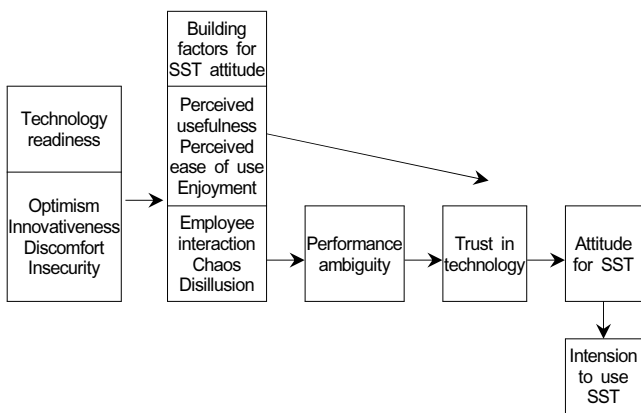 Building
factors for
SST attitude
Technology
readiness
Perceived
usefulness
Perceived
ease of use
Enjoyment
Optimism
Innovativeness
Discomfort
Insecurity
Employee
interaction
Chaos
Disillusion
Performance
ambiguity
Trust in
technology
Attitude
for SST
Intension
to use
SST